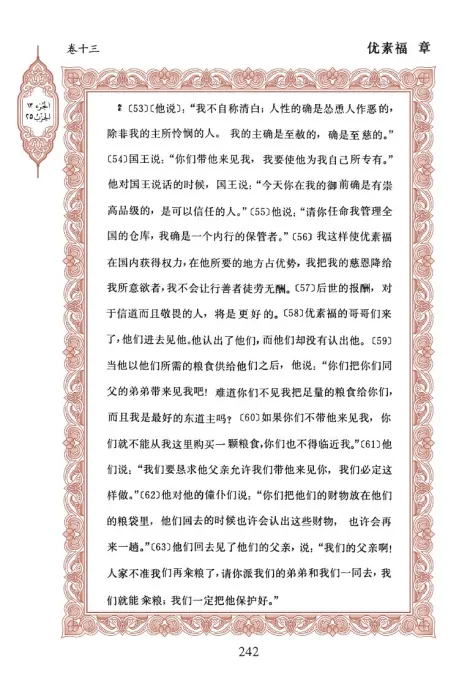 卷十三
优素福 章
الجزء ١٣
الحزب ٢٥
〔53〕〔他说〕：“我不自称清白；人性的确是怂恿人作恶的，
除非我的主所怜悯的人。 我的主确是至赦的，确是至慈的。”
〔54〕国王说：“你们带他来见我，我要使他为我自己所专有。”
他对国王说话的时候，国王说：“今天你在我的御前确是有崇
高品级的，是可以信任的人。”〔55〕他说：“请你任命我管理全
国的仓库，我确是一个内行的保管者。”〔56〕我这样使优素福
在国内获得权力，在他所要的地方占优势，我把我的慈恩降给
我所意欲者，我不会让行善者徒劳无酬。〔57〕后世的报酬，对
于信道而且敬畏的人，将是更好的。〔58〕优素福的哥哥们来
了，他们进去见他。他认出了他们，而他们却没有认出他。〔59〕
当他以他们所需的粮食供给他们之后，他说：“你们把你们同
父的弟弟带来见我吧！难道你们不见我把足量的粮食给你们，
而且我是最好的东道主吗？〔60〕如果你们不带他来见我，你
们就不能从我这里购买一颗粮食，你们也不得临近我。”〔61〕他
们说：“我们要恳求他父亲允许我们带他来见你，我们必定这
样做。”〔62〕他对他的僮仆们说：“你们把他们的财物放在他们
的粮袋里，他们回去的时候也许会认出这些财物， 也许会再
来一趟。”〔63〕他们回去见了他们的父亲，说：“我们的父亲啊！
人家不准我们再籴粮了，请你派我们的弟弟和我们一同去，我
们就能籴粮；我们一定把他保护好。”
242